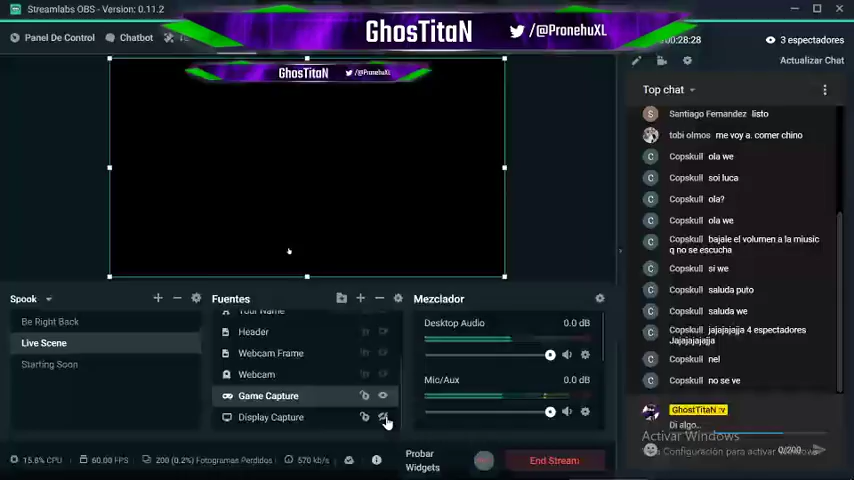 Streamlabs OBS - Version: 0.11.2
Panel De Control
Chatbot
GhosTitaN
/@PronehuXL
00:28:28
3 espectadores
Actualizar Chat
GhosTitaN
/@PronehuXL
Top chat
Santiago Fernandez listo
tobi olmos me voy a. comer chino
Copskull ola we
Copskull soi luca
Copskull ola?
Copskull ola we
Copskull bajale el volumen a la miusic
q no se escucha
Copskull si we
Copskull saluda puto
Copskull saluda we
Copskull jajajajajja 4 espectadores
Jajajajajajja
Copskull nel
Copskull no se ve
GhosTitaN :v
Di algo...
0/200
Activar Windows
Configuración para activar Windows
Spook
Be Right Back
Live Scene
Starting Soon
Fuentes
Your Name
Header
Webcam Frame
Webcam
Game Capture
Display Capture
Mezclador
Desktop Audio 0.0 dB
Mic/Aux 0.0 dB
15.8% CPU
60.00 FPS
200 (0.2%) Fotogramas Perdidos
570 kb/s
Probar
Widgets
End Stream